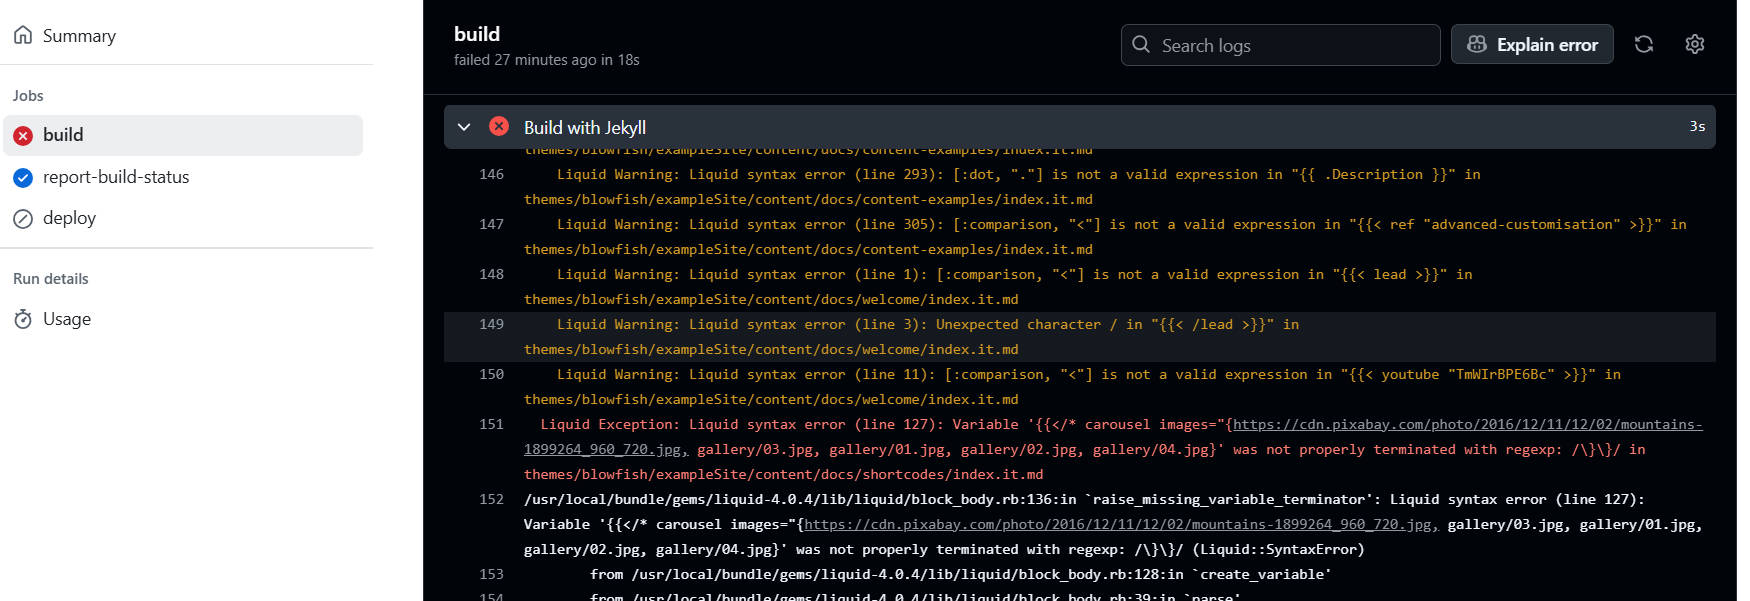 Summary
Jobs
build
report-build-status
deploy
Run details
Usage
build
failed 27 minutes ago in 18s
Search logs
Explain error
Build with Jekyll
3s
themes/blowfish/exampleSite/content/docs/content-examples/index.it.md
146 Liquid Warning: Liquid syntax error (line 293): [:dot, "."] is not a valid expression in "{{ .Description }}" in
themes/blowfish/exampleSite/content/docs/content-examples/index.it.md
147 Liquid Warning: Liquid syntax error (line 305): [:comparison, "<"] is not a valid expression in "{{< ref "advanced-customisation" >}}" in
themes/blowfish/exampleSite/content/docs/content-examples/index.it.md
148 Liquid Warning: Liquid syntax error (line 1): [:comparison, "<"] is not a valid expression in "{{< lead >}}" in
themes/blowfish/exampleSite/content/docs/welcome/index.it.md
149 Liquid Warning: Liquid syntax error (line 3): Unexpected character / in "{{< /lead >}}" in
themes/blowfish/exampleSite/content/docs/welcome/index.it.md
150 Liquid Warning: Liquid syntax error (line 11): [:comparison, "<"] is not a valid expression in "{{< youtube "TmWIrBPE6Bc" >}}" in
themes/blowfish/exampleSite/content/docs/welcome/index.it.md
151 Liquid Exception: Liquid syntax error (line 127): Variable '{{</* carousel images="{https://cdn.pixabay.com/photo/2016/12/11/12/02/mountains-
1899264_960_720.jpg, gallery/03.jpg, gallery/01.jpg, gallery/02.jpg, gallery/04.jpg}' was not properly terminated with regexp: /\}\}/ in
themes/blowfish/exampleSite/content/docs/shortcodes/index.it.md
152 /usr/local/bundle/gems/liquid-4.0.4/lib/liquid/block_body.rb:136:in `raise_missing_variable_terminator': Liquid syntax error (line 127):
Variable '{{</* carousel images="{https://cdn.pixabay.com/photo/2016/12/11/12/02/mountains-1899264_960_720.jpg, gallery/03.jpg, gallery/01.jpg,
gallery/02.jpg, gallery/04.jpg}' was not properly terminated with regexp: /\}\}/ (Liquid::SyntaxError)
153 from /usr/local/bundle/gems/liquid-4.0.4/lib/liquid/block_body.rb:128:in `create_variable'
154 from /usr/local/bundle/gems/liquid-4.0.4/lib/liquid/block_body.rb:39:in `parse'